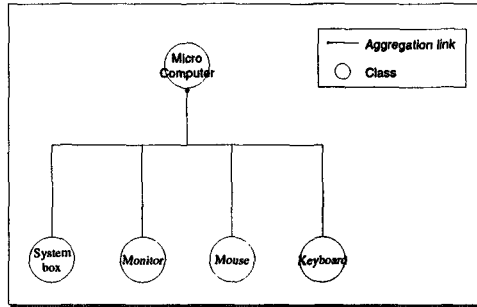 Micro
Computer
Aggregation link
Class
System
box
Monitor
Mouse
Keyboard